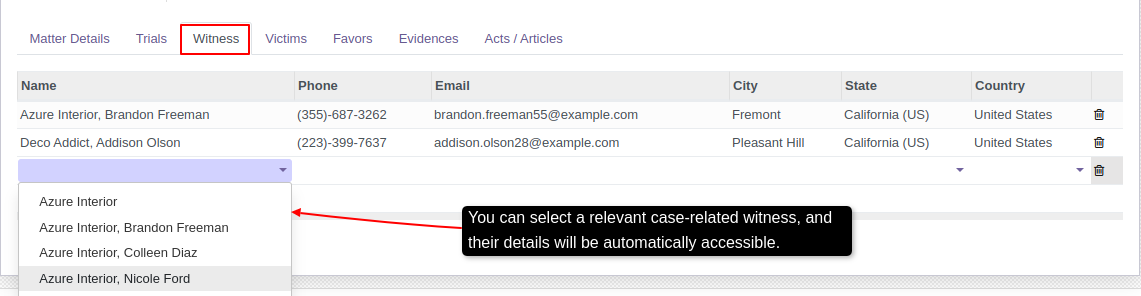 Matter Details Trials Witness Victims Favors Evidences Acts / Articles
Name Phone Email City State Country
Azure Interior, Brandon Freeman (355)-687-3262 brandon.freeman55@example.com Fremont California (US) United States
Deco Addict, Addison Olson (223)-399-7637 addison.olson28@example.com Pleasant Hill California (US) United States
Azure Interior
Azure Interior, Brandon Freeman
Azure Interior, Colleen Diaz
Azure Interior, Nicole Ford
You can select a relevant case-related witness, and
their details will be automatically accessible.